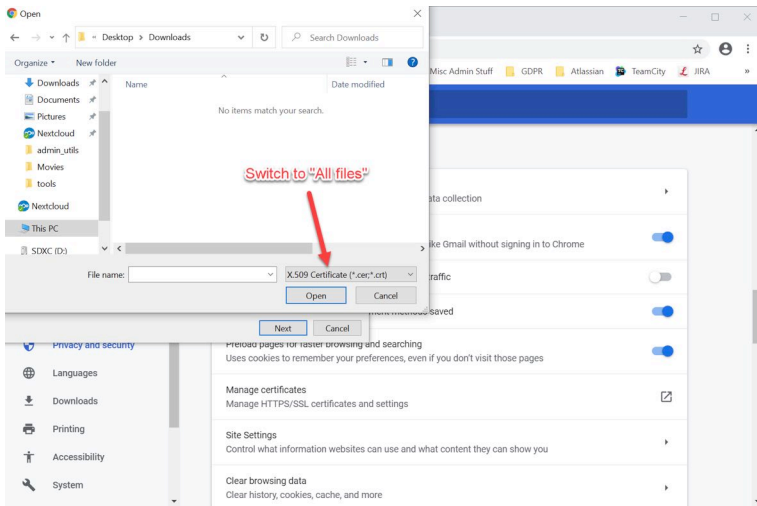 Open
Desktop > Downloads
Search Downloads
Organize
New folder
Misc Admin Stuff
GDPR
Atlassian
TeamCity
JIRA
Downloads
Documents
Pictures
Nextcloud
admin_utils
Movies
tools
Nextcloud
This PC
SDXC (D:)
Name
Date modified
No items match your search.
Switch to "All files"
File name:
X.509 Certificate (*.cer;*.crt)
Open
Cancel
Next
Cancel
data collection
like Gmail without signing in to Chrome
traffic
methods saved
Privacy and security
Languages
Downloads
Printing
Accessibility
System
Preload pages for faster browsing and searching
Uses cookies to remember your preferences, even if you don't visit those pages
Manage certificates
Manage HTTPS/SSL certificates and settings
Site Settings
Control what information websites can use and what content they can show you
Clear browsing data
Clear history, cookies, cache, and more